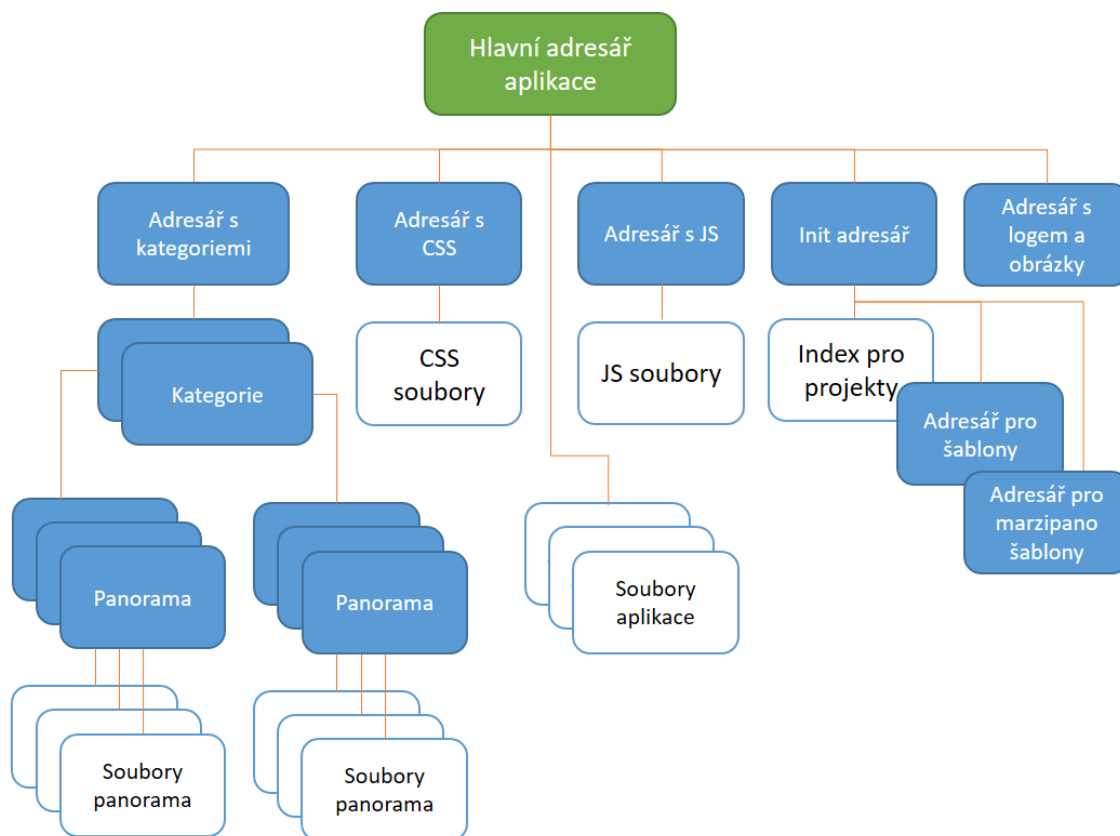 Hlavní adresář
aplikace
Adresář s
kategoriemi
Adresář s
CSS
Adresář s JS
Init adresář
Adresář s
logem a
obrázky
Kategorie
CSS
soubory
JS soubory
Index pro
projekty
Adresář pro
šablony
Adresář pro
marzipano
šablony
Panorama
Panorama
Soubory
aplikace
Soubory
panorama
Soubory
panorama